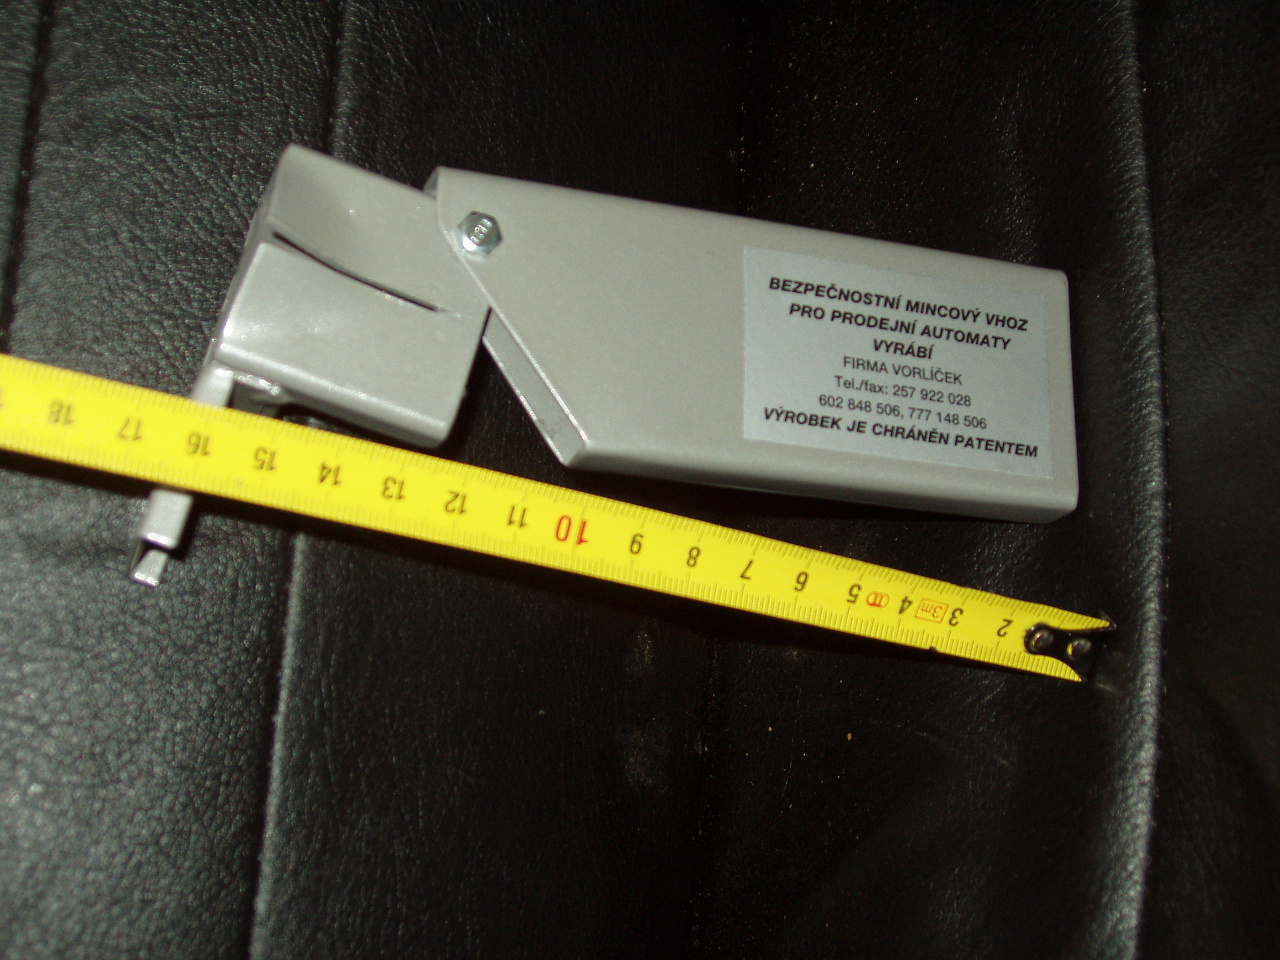 BEZPEČNOSTNÍ MINCOVÝ VHOZ
PRO PRODEJNÍ AUTOMATY
VYRÁBÍ
FIRMA VORLÍČEK
Tel./fax: 257 922 028
602 848 506, 777 148 506
VÝROBEK JE CHRÁNĚN PATENTEM
2 3 3m 4 II 5 6 7 8 9 10 11 12 13 14 15 16 17 18